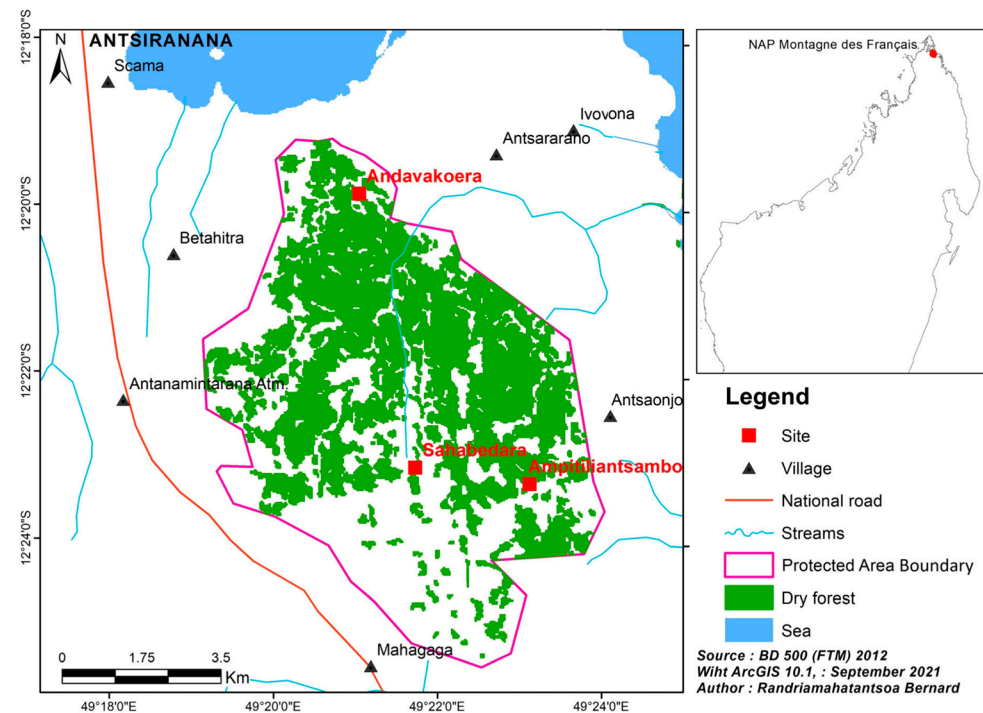 12°18'0"S
12°20'0"S
12°22'0"S
12°24'0"S
N
ANTSIRANANA
Scama
Ivovona
Antsararano
Andavakoera
Betahitra
Antanamintarana Atm.
Antsaonjo
Sahabedara
Ampitiliantsambo
Mahagaga
0 1.75 3.5
Km
49°18'0"E 49°20'0"E 49°22'0"E 49°24'0"E
NAP Montagne des Français
Legend
Site
Village
National road
Streams
Protected Area Boundary
Dry forest
Sea
Source : BD 500 (FTM) 2012
Wiht ArcGIS 10.1, : September 2021
Author : Randriamahatantsoa Bernard